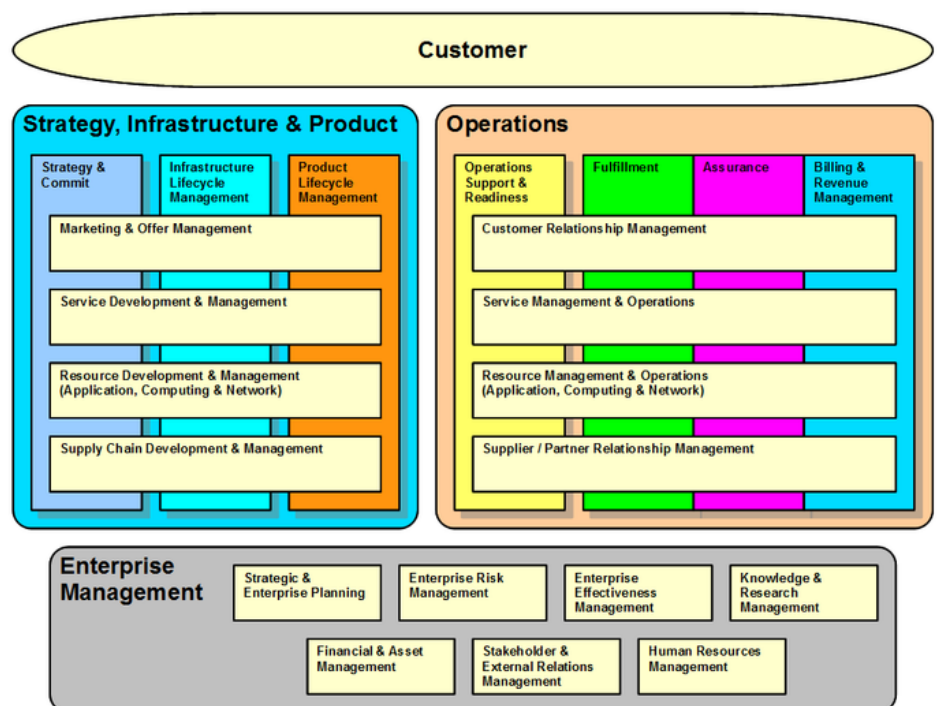 Customer
Strategy, Infrastructure & Product
Strategy &
Commit
Infrastructure
Lifecycle
Management
Product
Lifecycle
Management
Marketing & Offer Management
Service Development & Management
Resource Development & Management
(Application, Computing & Network)
Supply Chain Development & Management
Operations
Operations
Support &
Readiness
Fulfillment
Assurance
Billing &
Revenue
Management
Customer Relationship Management
Service Management & Operations
Resource Management & Operations
(Application, Computing & Network)
Supplier / Partner Relationship Management
Enterprise
Management
Strategic &
Enterprise Planning
Enterprise Risk
Management
Enterprise
Effectiveness
Management
Knowledge &
Research
Management
Financial & Asset
Management
Stakeholder &
External Relations
Management
Human Resources
Management